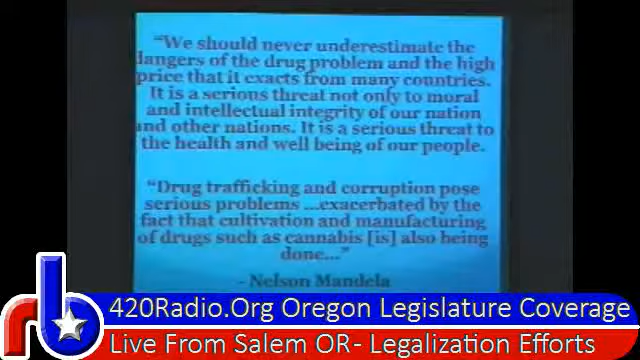 “We should never underestimate the
dangers of the drug problem and the high
price that it exacts from many countries.
It is a serious threat not only to moral
and intellectual integrity of our nation
and other nations. It is a serious threat to
the health and well being of our people.
“Drug trafficking and corruption pose
serious problems ...exacerbated by the
fact that cultivation and manufacturing
of drugs such as cannabis [is] also being
done...”
- Nelson Mandela
420Radio.Org Oregon Legislature Coverage
Live From Salem OR- Legalization Efforts